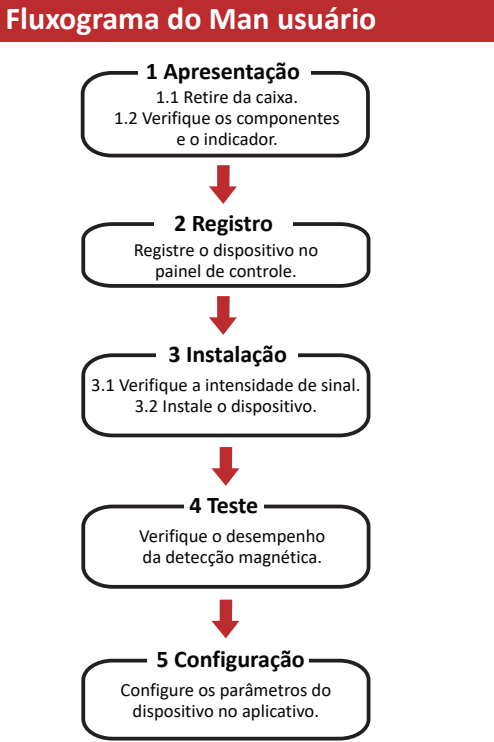 Fluxograma do Man usuário
1 Apresentação
1.1 Retire da caixa.
1.2 Verifique os componentes
e o indicador.
2 Registro
Registre o dispositivo no
painel de controle.
3 Instalação
3.1 Verifique a intensidade de sinal.
3.2 Instale o dispositivo.
4 Teste
Verifique o desempenho
da detecção magnética.
5 Configuração
Configure os parâmetros do
dispositivo no aplicativo.